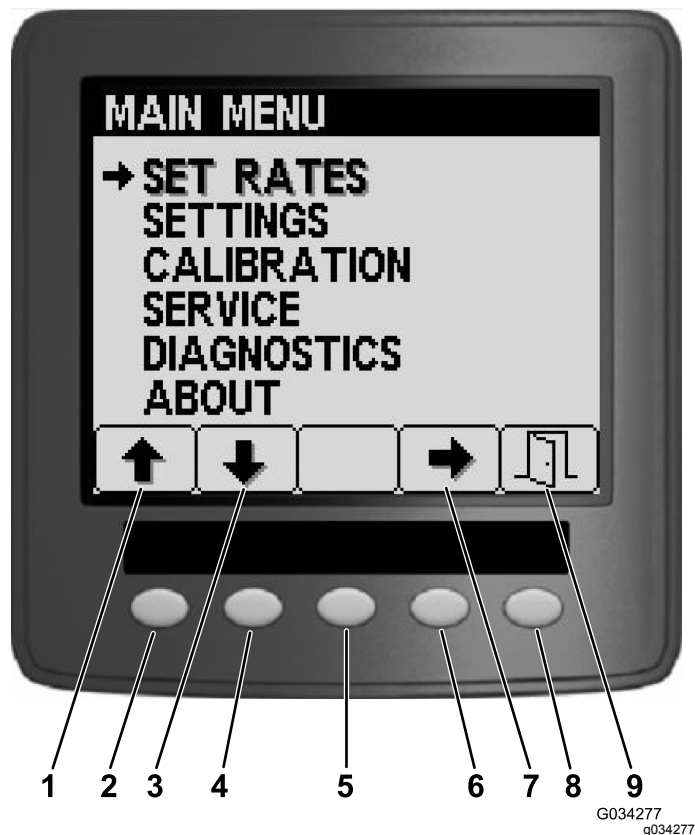 MAIN MENU
SET RATES
SETTINGS
CALIBRATION
SERVICE
DIAGNOSTICS
ABOUT
1 2 3 4 5 6 7 8 9
G034277
g034277